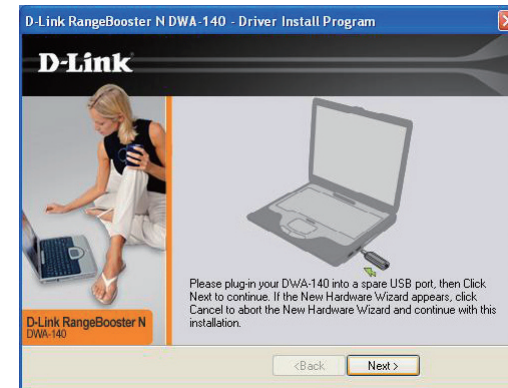 D-Link RangeBooster N DWA-140 - Driver Install Program
D-Link
Please plug-in your DWA-140 into a spare USB port, then Click
Next to continue. If the New Hardware Wizard appears, click
Cancel to abort the New Hardware Wizard and continue with this
installation.
D-Link RangeBooster N
DWA-140
<Back
Next >